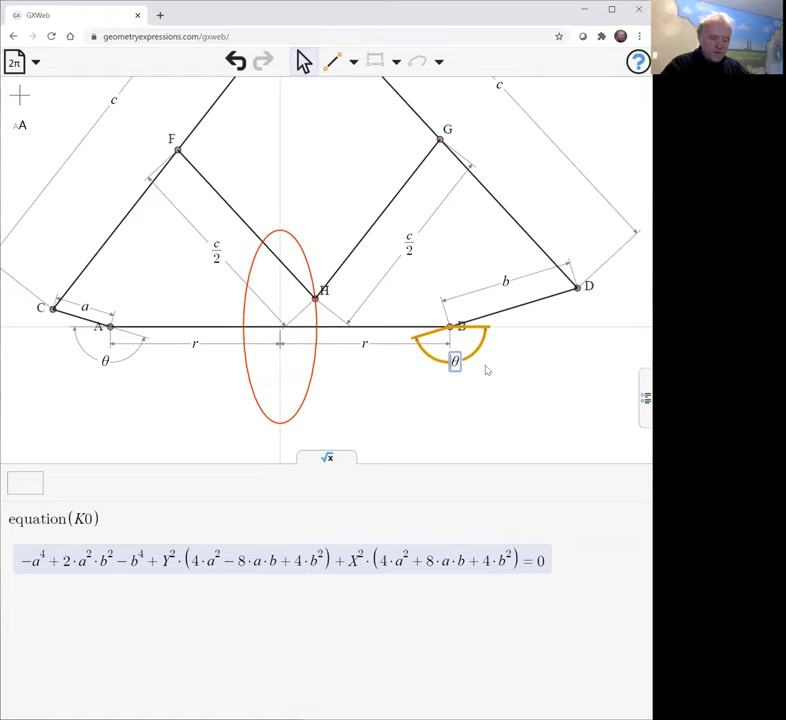 GXWeb
geometryexpressions.com/gxweb/
2π
?
AA
c
c
F
G
c/2
c/2
H
b
D
C
a
A
B
r
r
θ
θ
√x
equation(K0)
-a⁴+2·a²·b²-b⁴+Y²·(4·a²-8·a·b+4·b²)+X²·(4·a²+8·a·b+4·b²)=0